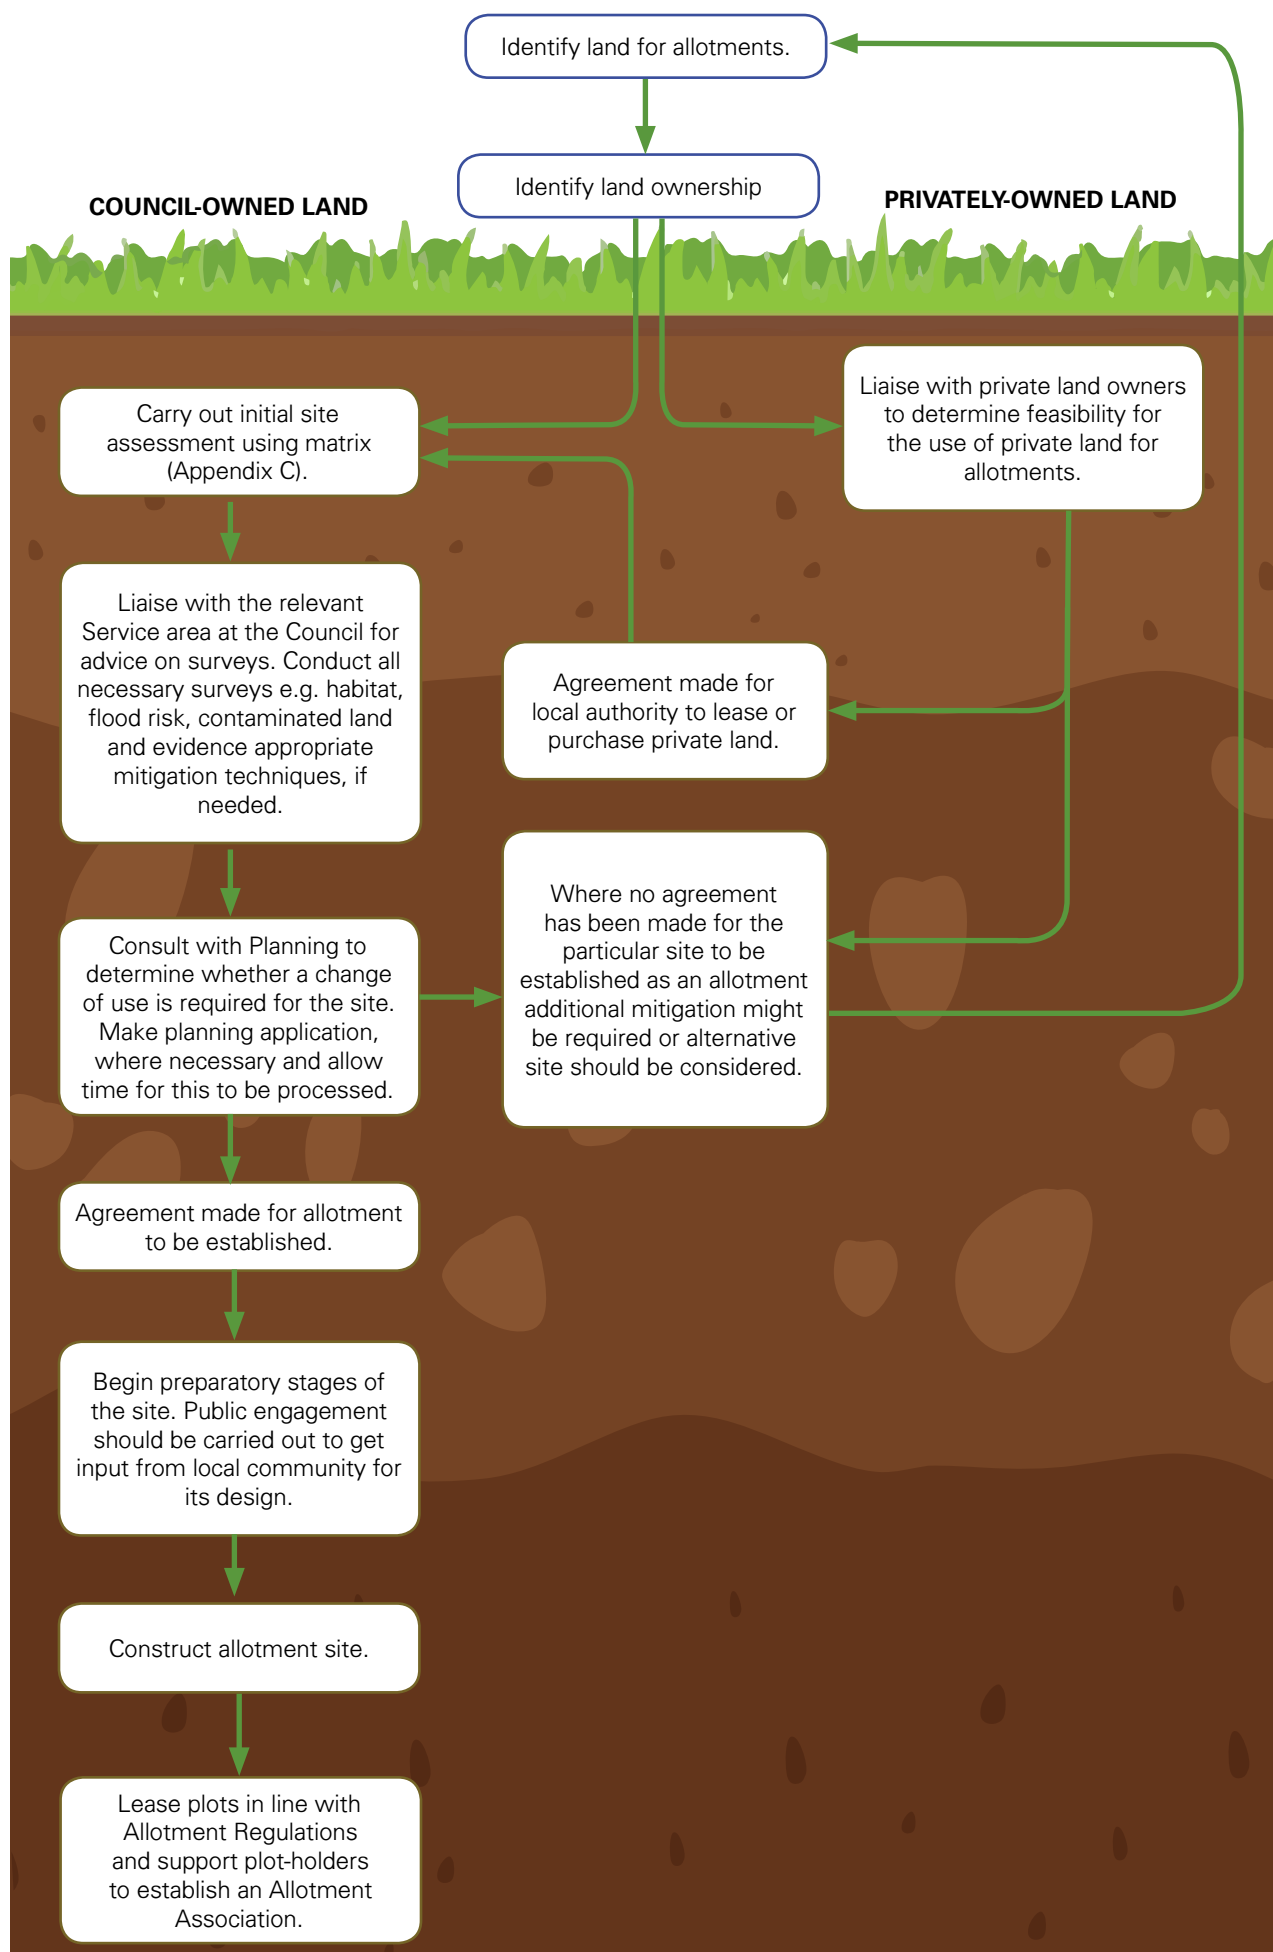 Identify land for allotments.
Identify land ownership
COUNCIL-OWNED LAND
PRIVATELY-OWNED LAND
Carry out initial site
assessment using matrix
(Appendix C).
Liaise with private land owners
to determine feasibility for
the use of private land for
allotments.
Liaise with the relevant
Service area at the Council for
advice on surveys. Conduct all
necessary surveys e.g. habitat,
flood risk, contaminated land
and evidence appropriate
mitigation techniques, if
needed.
Agreement made for
local authority to lease or
purchase private land.
Where no agreement
has been made for the
particular site to be
established as an allotment
additional mitigation might
be required or alternative
site should be considered.
Consult with Planning to
determine whether a change
of use is required for the site.
Make planning application,
where necessary and allow
time for this to be processed.
Agreement made for allotment
to be established.
Begin preparatory stages of
the site. Public engagement
should be carried out to get
input from local community for
its design.
Construct allotment site.
Lease plots in line with
Allotment Regulations
and support plot-holders
to establish an Allotment
Association.